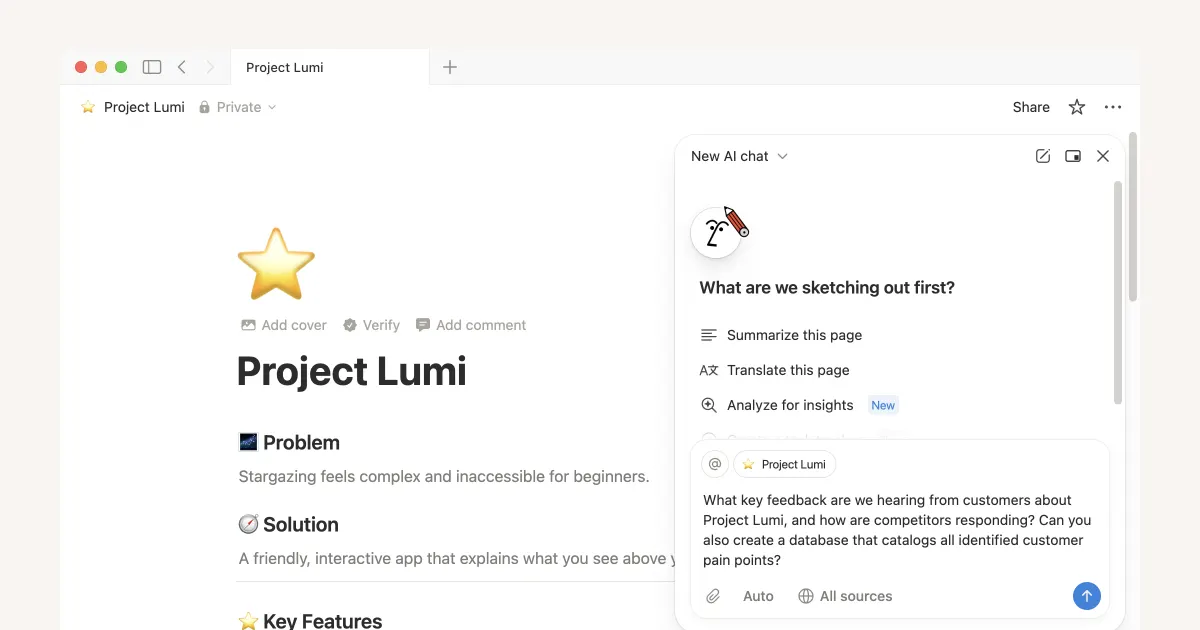 Project Lumi
Project Lumi Private
Share
New AI chat
Add cover Verify Add comment
Project Lumi
Problem
Stargazing feels complex and inaccessible for beginners.
Solution
A friendly, interactive app that explains what you see above
Key Features
What are we sketching out first?
Summarize this page
Translate this page
Analyze for insights New
@ Project Lumi
What key feedback are we hearing from customers about
Project Lumi, and how are competitors responding? Can you
also create a database that catalogs all identified customer
pain points?
Auto All sources